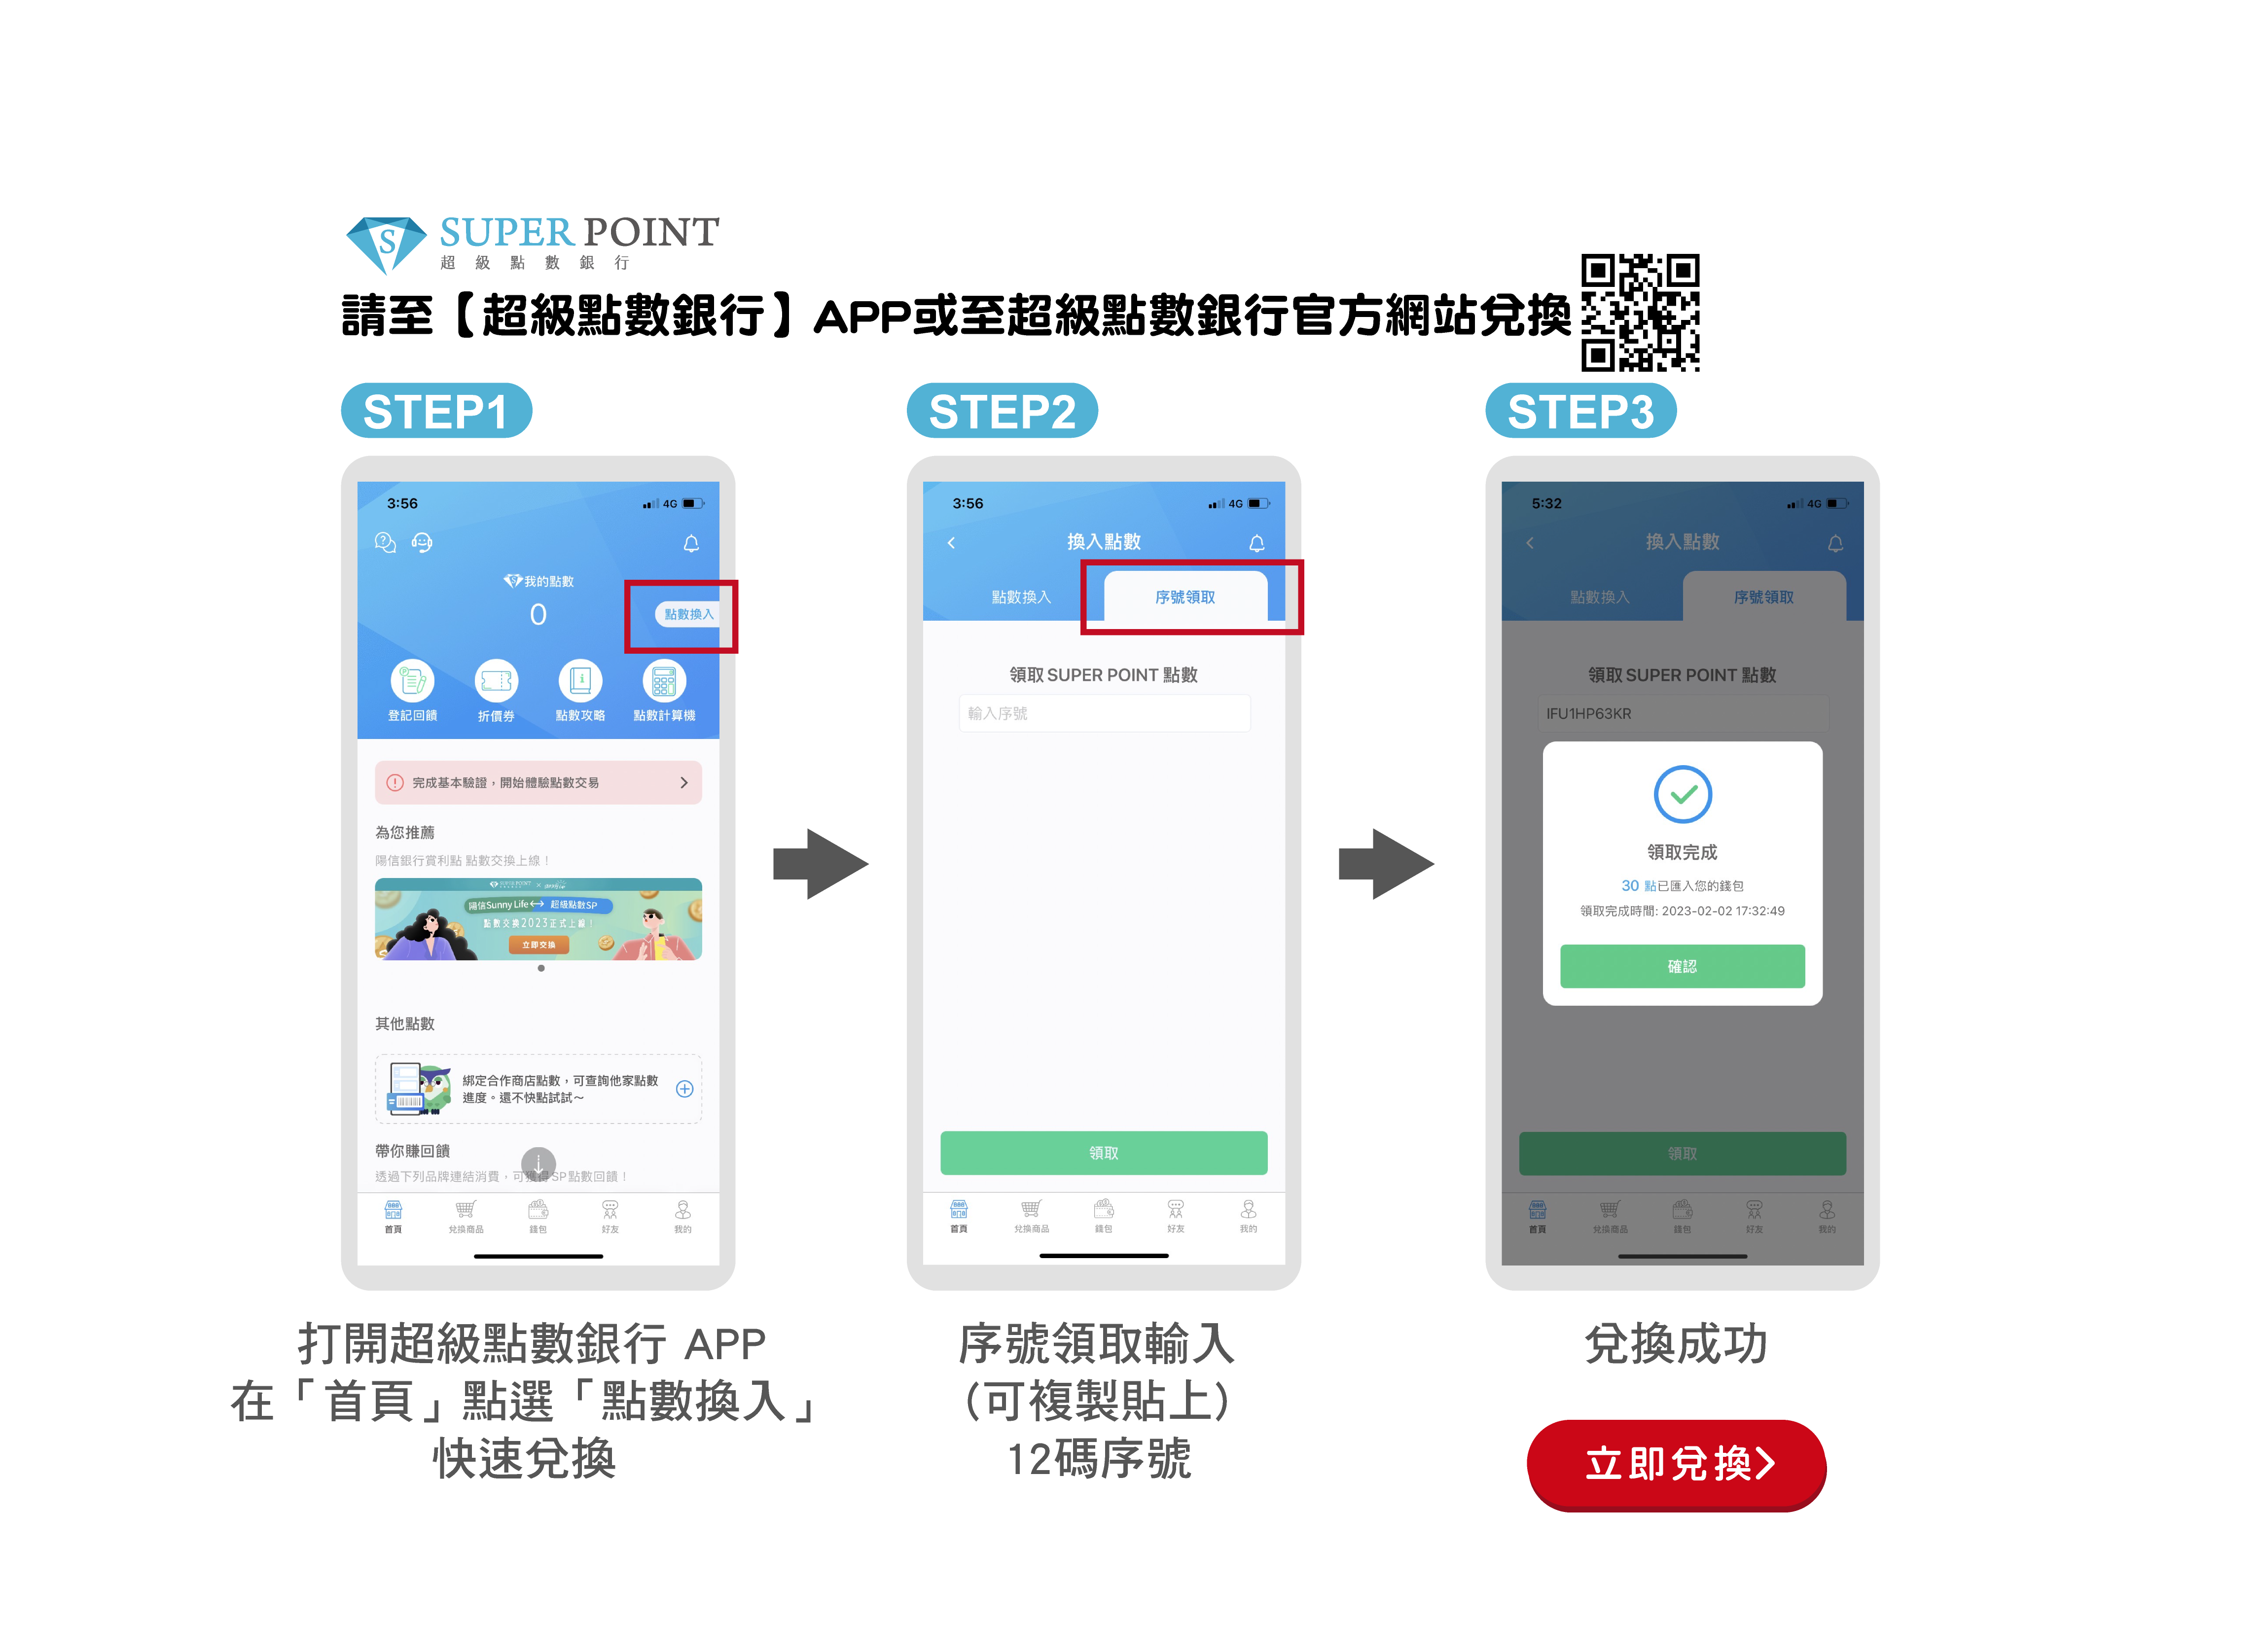 SUPER POINT
超級點數銀行
請至【超級點數銀行】APP或至超級點數銀行官方網站兌換
STEP1
3:56
4G
我的點數
0
點數換入
登記回饋
折價券
點數攻略
點數計算機
完成基本驗證，開始體驗點數交易
為您推薦
陽信銀行賞利點 點數交換上線！
SUPER POINT
陽信Sunny Life
超級點數SP
點數交換2023正式上線！
立即交換
其他點數
綁定合作商店點數，可查詢他家點數
進度。還不快點試試～
帶你賺回饋
透過下列品牌連結消費，可獲得SP點數回饋！
首頁
兌換商品
錢包
好友
我的
打開超級點數銀行 APP
在「首頁」點選「點數換入」
快速兌換
STEP2
3:56
4G
換入點數
點數換入
序號領取
領取 SUPER POINT 點數
輸入序號
領取
首頁
兌換商品
錢包
好友
我的
序號領取輸入
(可複製貼上)
12碼序號
STEP3
5:32
4G
換入點數
點數換入
序號領取
領取 SUPER POINT 點數
IFU1HP63KR
領取完成
30 點已匯入您的錢包
領取完成時間: 2023-02-02 17:32:49
確認
領取
首頁
兌換商品
錢包
好友
我的
兌換成功
立即兌換